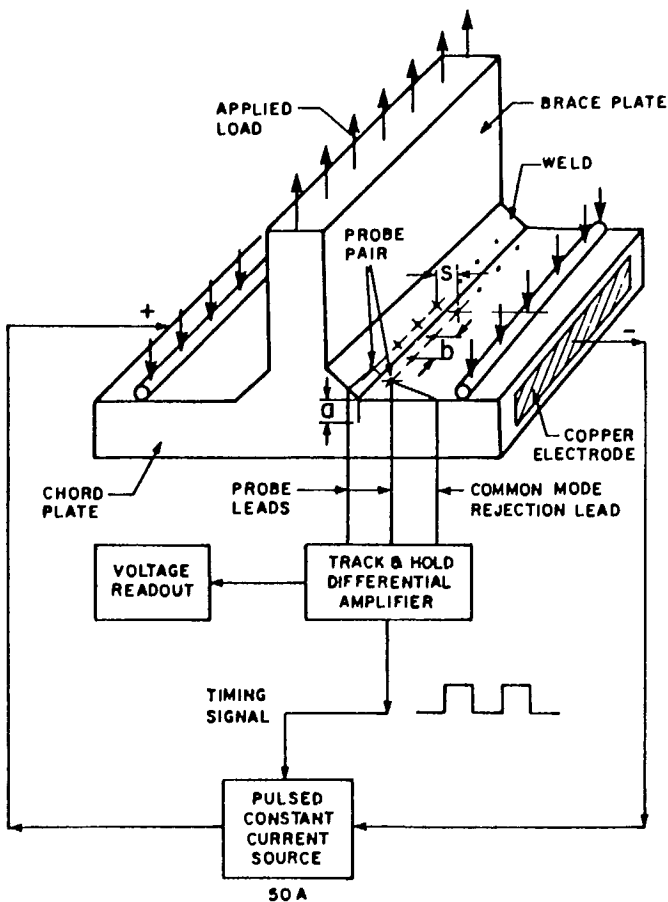 APPLIED
LOAD
BRACE PLATE
WELD
PROBE
PAIR
S
+
b
-
a
COPPER
ELECTRODE
CHORD
PLATE
PROBE
LEADS
COMMON MODE
REJECTION LEAD
VOLTAGE
READOUT
TRACK & HOLD
DIFFERENTIAL
AMPLIFIER
TIMING
SIGNAL
PULSED
CONSTANT
CURRENT
SOURCE
50 A